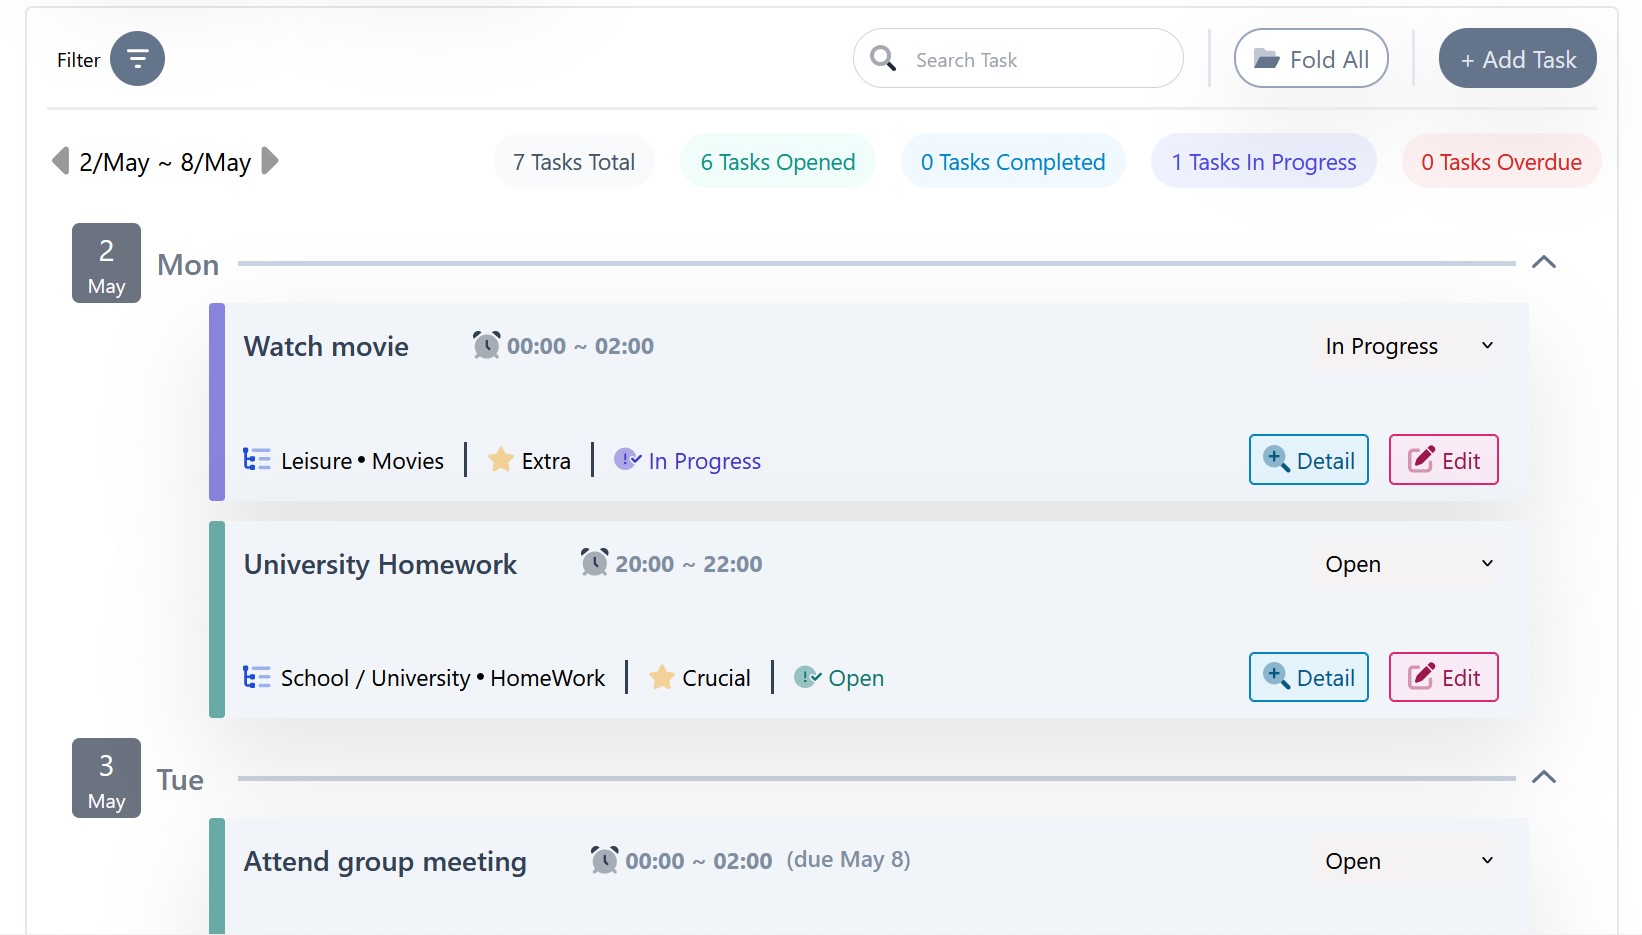 Filter
Search Task
Fold All
+ Add Task
2/May ~ 8/May
7 Tasks Total
6 Tasks Opened
0 Tasks Completed
1 Tasks In Progress
0 Tasks Overdue
2
May
Mon
Watch movie
00:00 ~ 02:00
In Progress
Leisure • Movies
Extra
In Progress
Detail
Edit
University Homework
20:00 ~ 22:00
Open
School / University • HomeWork
Crucial
Open
Detail
Edit
3
May
Tue
Attend group meeting
00:00 ~ 02:00 (due May 8)
Open